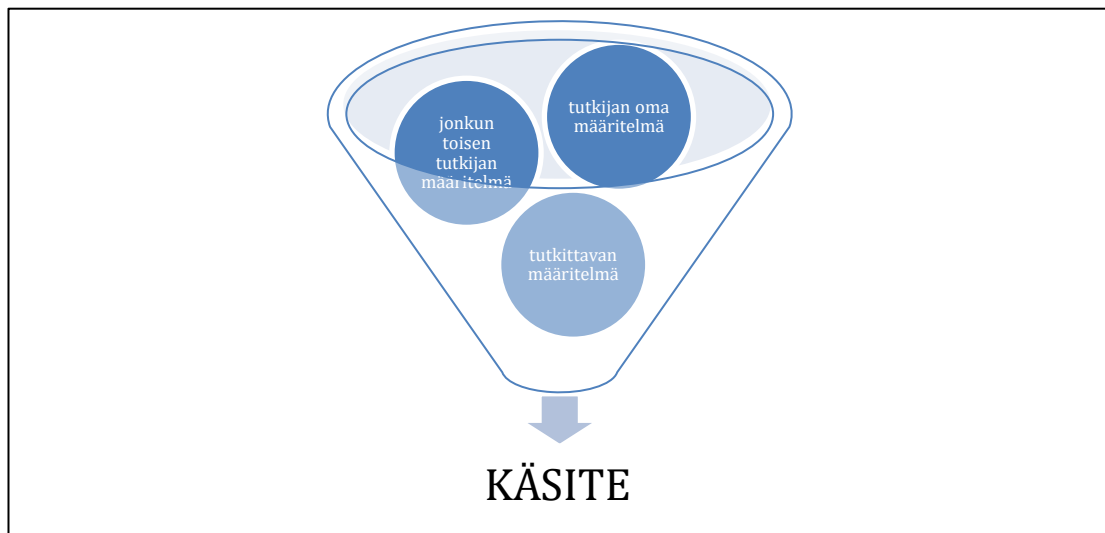 tutkijan oma
määritelmä
jonkun
toisen
tutkijan
määritelmä
tutkittavan
määritelmä
KÄSITE